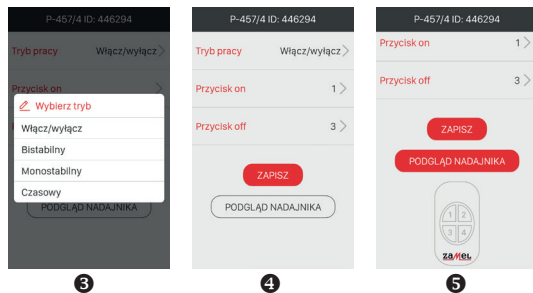 P-457/4 ID: 446294
Tryb pracy Włącz/wyłącz
Przycisk on
Wybierz tryb
Włącz/wyłącz
Bistabilny
Monostabilny
Czasowy
PODGLĄD NADAJNIKA
3
P-457/4 ID: 446294
Tryb pracy Włącz/wyłącz
Przycisk on 1
Przycisk off 3
ZAPISZ
PODGLĄD NADAJNIKA
4
P-457/4 ID: 446294
Przycisk on 1
Przycisk off 3
ZAPISZ
PODGLĄD NADAJNIKA
1 2
3 4
zamel
5